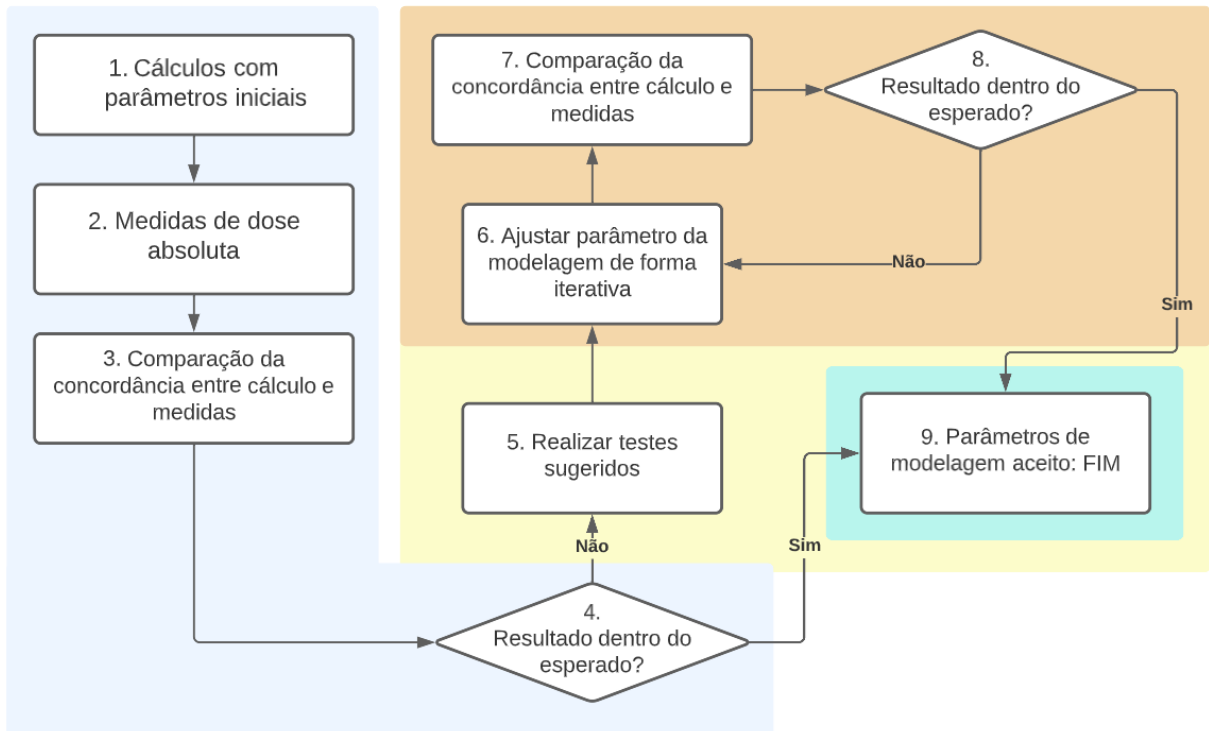 1. Cálculos com
parâmetros iniciais
2. Medidas de dose
absoluta
3. Comparação da
concordância entre cálculo e
medidas
4.
Resultado dentro do
esperado?
Não
Sim
5. Realizar testes
sugeridos
6. Ajustar parâmetro da
modelagem de forma
iterativa
7. Comparação da
concordância entre cálculo e
medidas
8.
Resultado dentro do
esperado?
Não
Sim
9. Parâmetros de
modelagem aceito: FIM